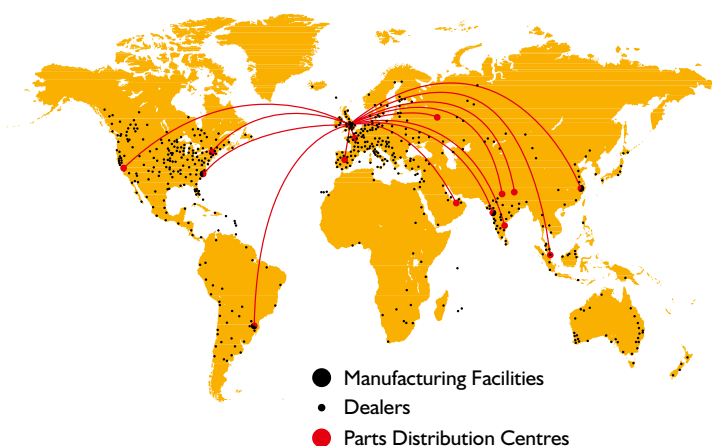 Manufacturing Facilities
Dealers
Parts Distribution Centres